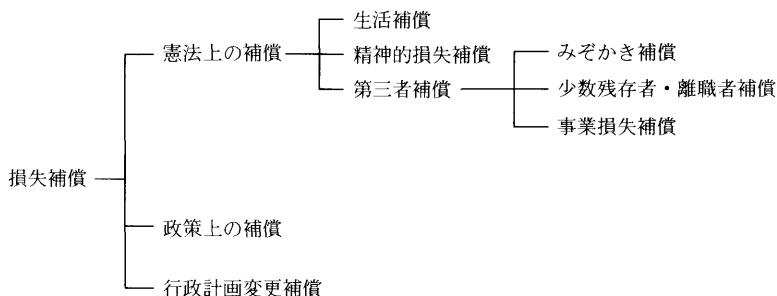 生活補償
憲法上の補償
精神的損失補償
みぞかき補償
第三者補償
少数残存者・離職者補償
事業損失補償
損失補償
政策上の補償
行政計画変更補償